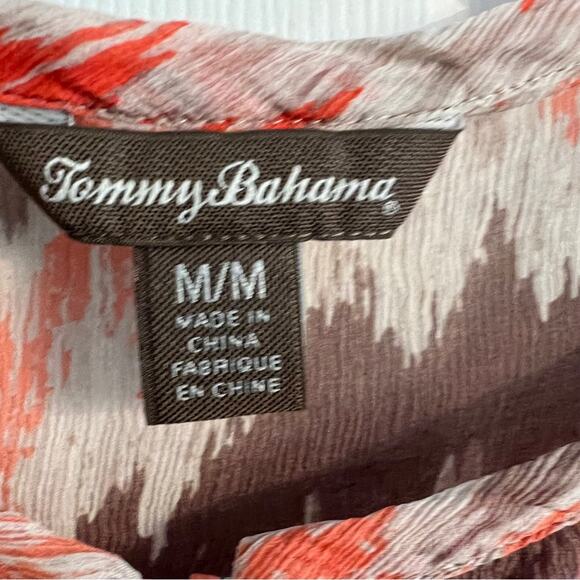 Tommy Bahama®
M/M
MADE IN
CHINA
FABRIQUE
EN CHINE